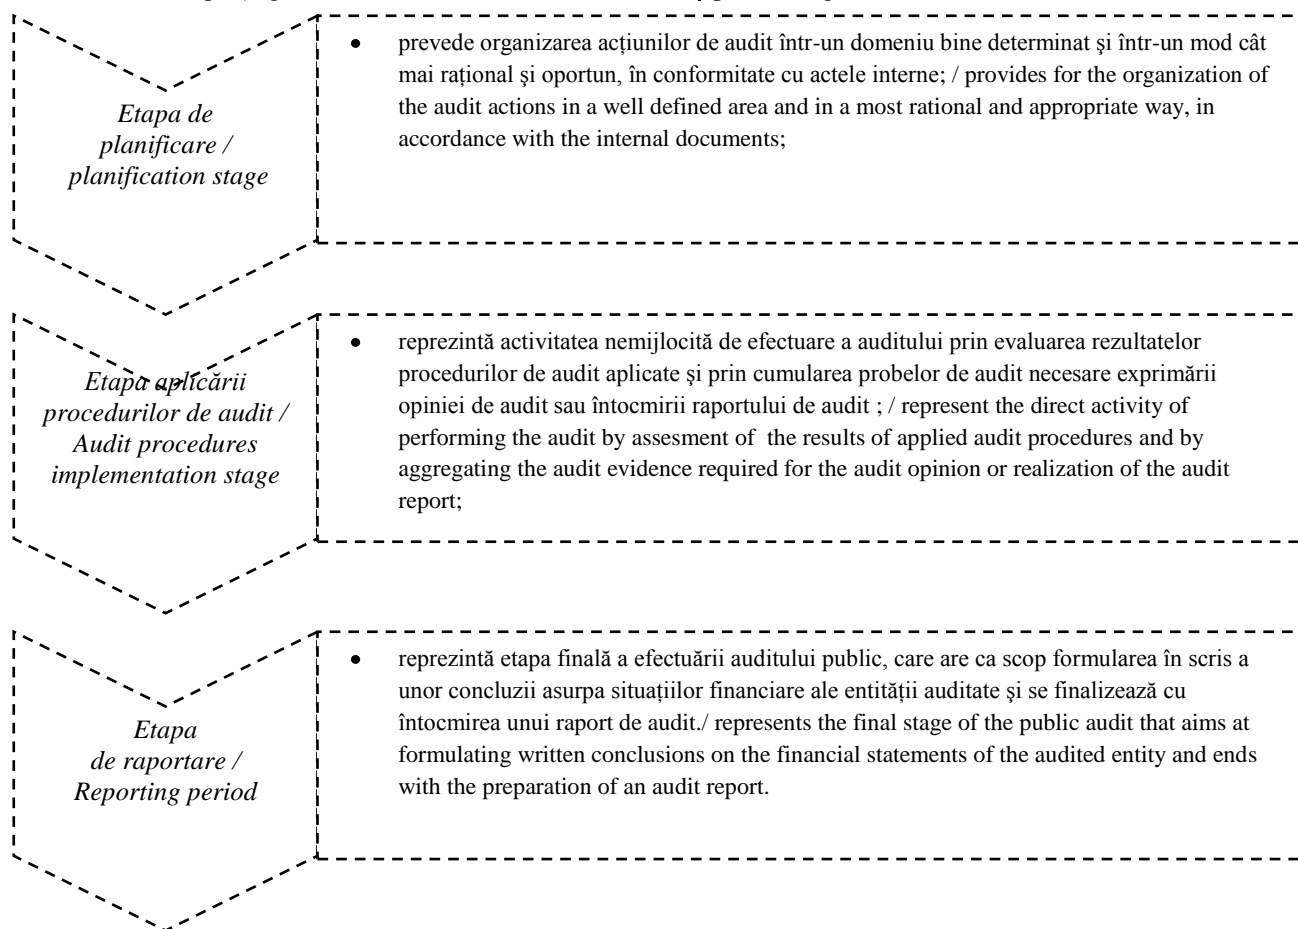 Etapa de
planificare /
planification stage
prevede organizarea acțiunilor de audit într-un domeniu bine determinat şi într-un mod cât
mai rațional şi oportun, în conformitate cu actele interne; / provides for the organization of
the audit actions in a well defined area and in a most rational and appropriate way, in
accordance with the internal documents;
Etapa aplicării
procedurilor de audit /
Audit procedures
implementation stage
reprezintă activitatea nemijlocită de efectuare a auditului prin evaluarea rezultatelor
procedurilor de audit aplicate şi prin cumularea probelor de audit necesare exprimării
opiniei de audit sau întocmirii raportului de audit ; / represent the direct activity of
performing the audit by assesment of the results of applied audit procedures and by
aggregating the audit evidence required for the audit opinion or realization of the audit
report;
Etapa
de raportare /
Reporting period
reprezintă etapa finală a efectuării auditului public, care are ca scop formularea în scris a
unor concluzii asurpa situațiilor financiare ale entității auditate şi se finalizează cu
întocmirea unui raport de audit./ represents the final stage of the public audit that aims at
formulating written conclusions on the financial statements of the audited entity and ends
with the preparation of an audit report.